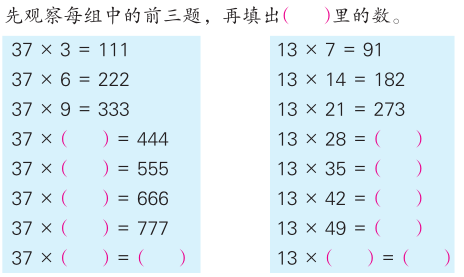 先观察每组中的前三题，再填出(　　)里的数。
37 × 3 = 111
37 × 6 = 222
37 × 9 = 333
37 × (　　) = 444
37 × (　　) = 555
37 × (　　) = 666
37 × (　　) = 777
37 × (　　) = (　　)
13 × 7 = 91
13 × 14 = 182
13 × 21 = 273
13 × 28 = (　　)
13 × 35 = (　　)
13 × 42 = (　　)
13 × 49 = (　　)
13 × (　　) = (　　)